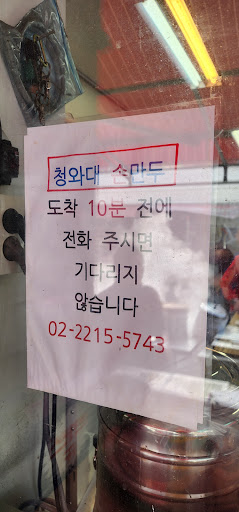 청와대 손만두
도착 10분 전에
전화 주시면
기다리지
않습니다
02-2215-5743